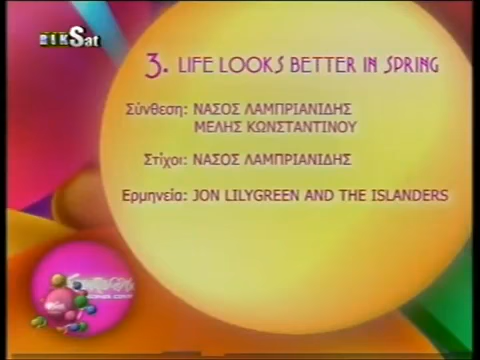 RIKSat
3. LIFE LOOKS BETTER IN SPRING
Σύνθεση: ΝΑΣΟΣ ΛΑΜΠΡΙΑΝΙΔΗΣ
ΜΕΛΗΣ ΚΩΝΣΤΑΝΤΙΝΟΥ
Στίχοι: ΝΑΣΟΣ ΛΑΜΠΡΙΑΝΙΔΗΣ
Ερμηνεία: JON LILYGREEN AND THE ISLANDERS